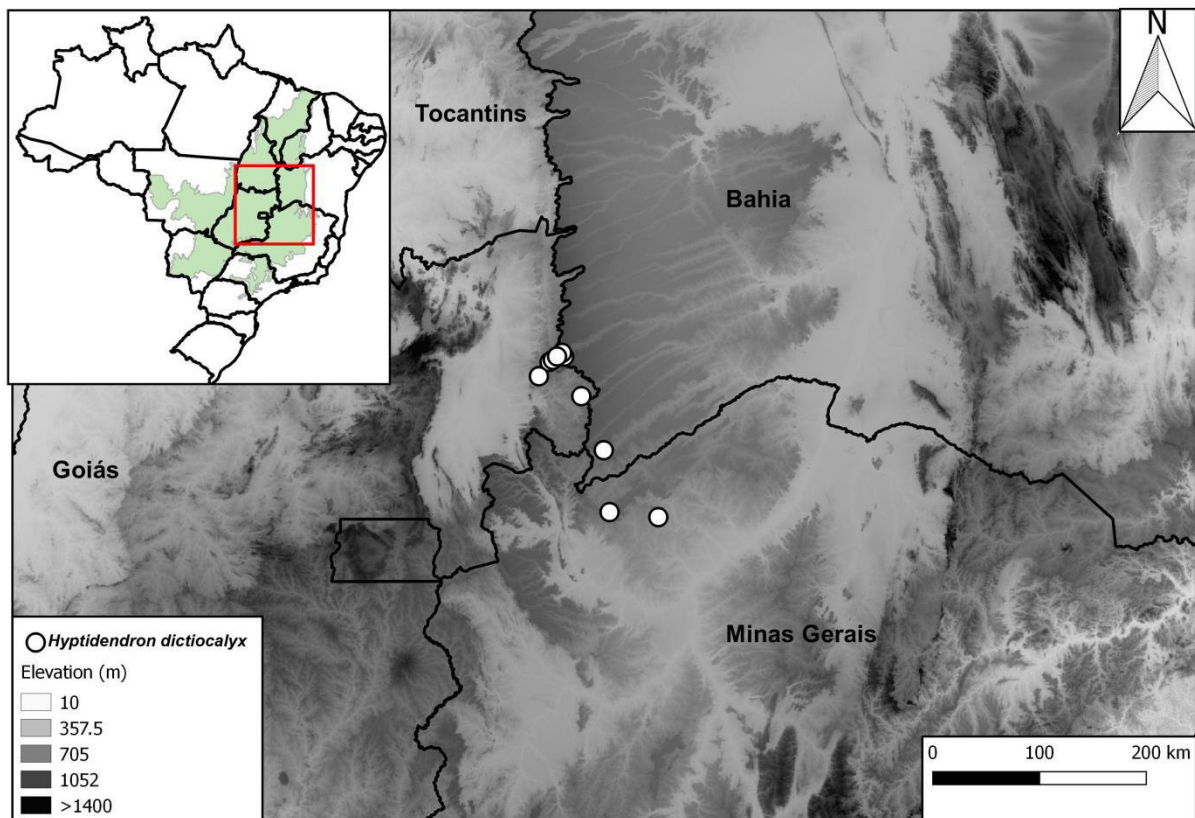 N
Tocantins
Bahia
Goiás
Minas Gerais
Hyptidendron dictiocalyx
Elevation (m)
10
357.5
705
1052
>1400
0 100 200 km